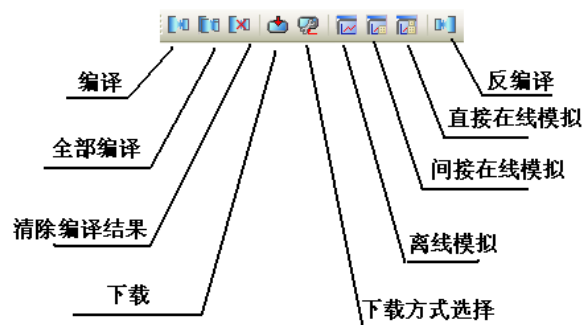 编译
反编译
直接在线模拟
全部编译
间接在线模拟
清除编译结果
离线模拟
下载
下载方式选择